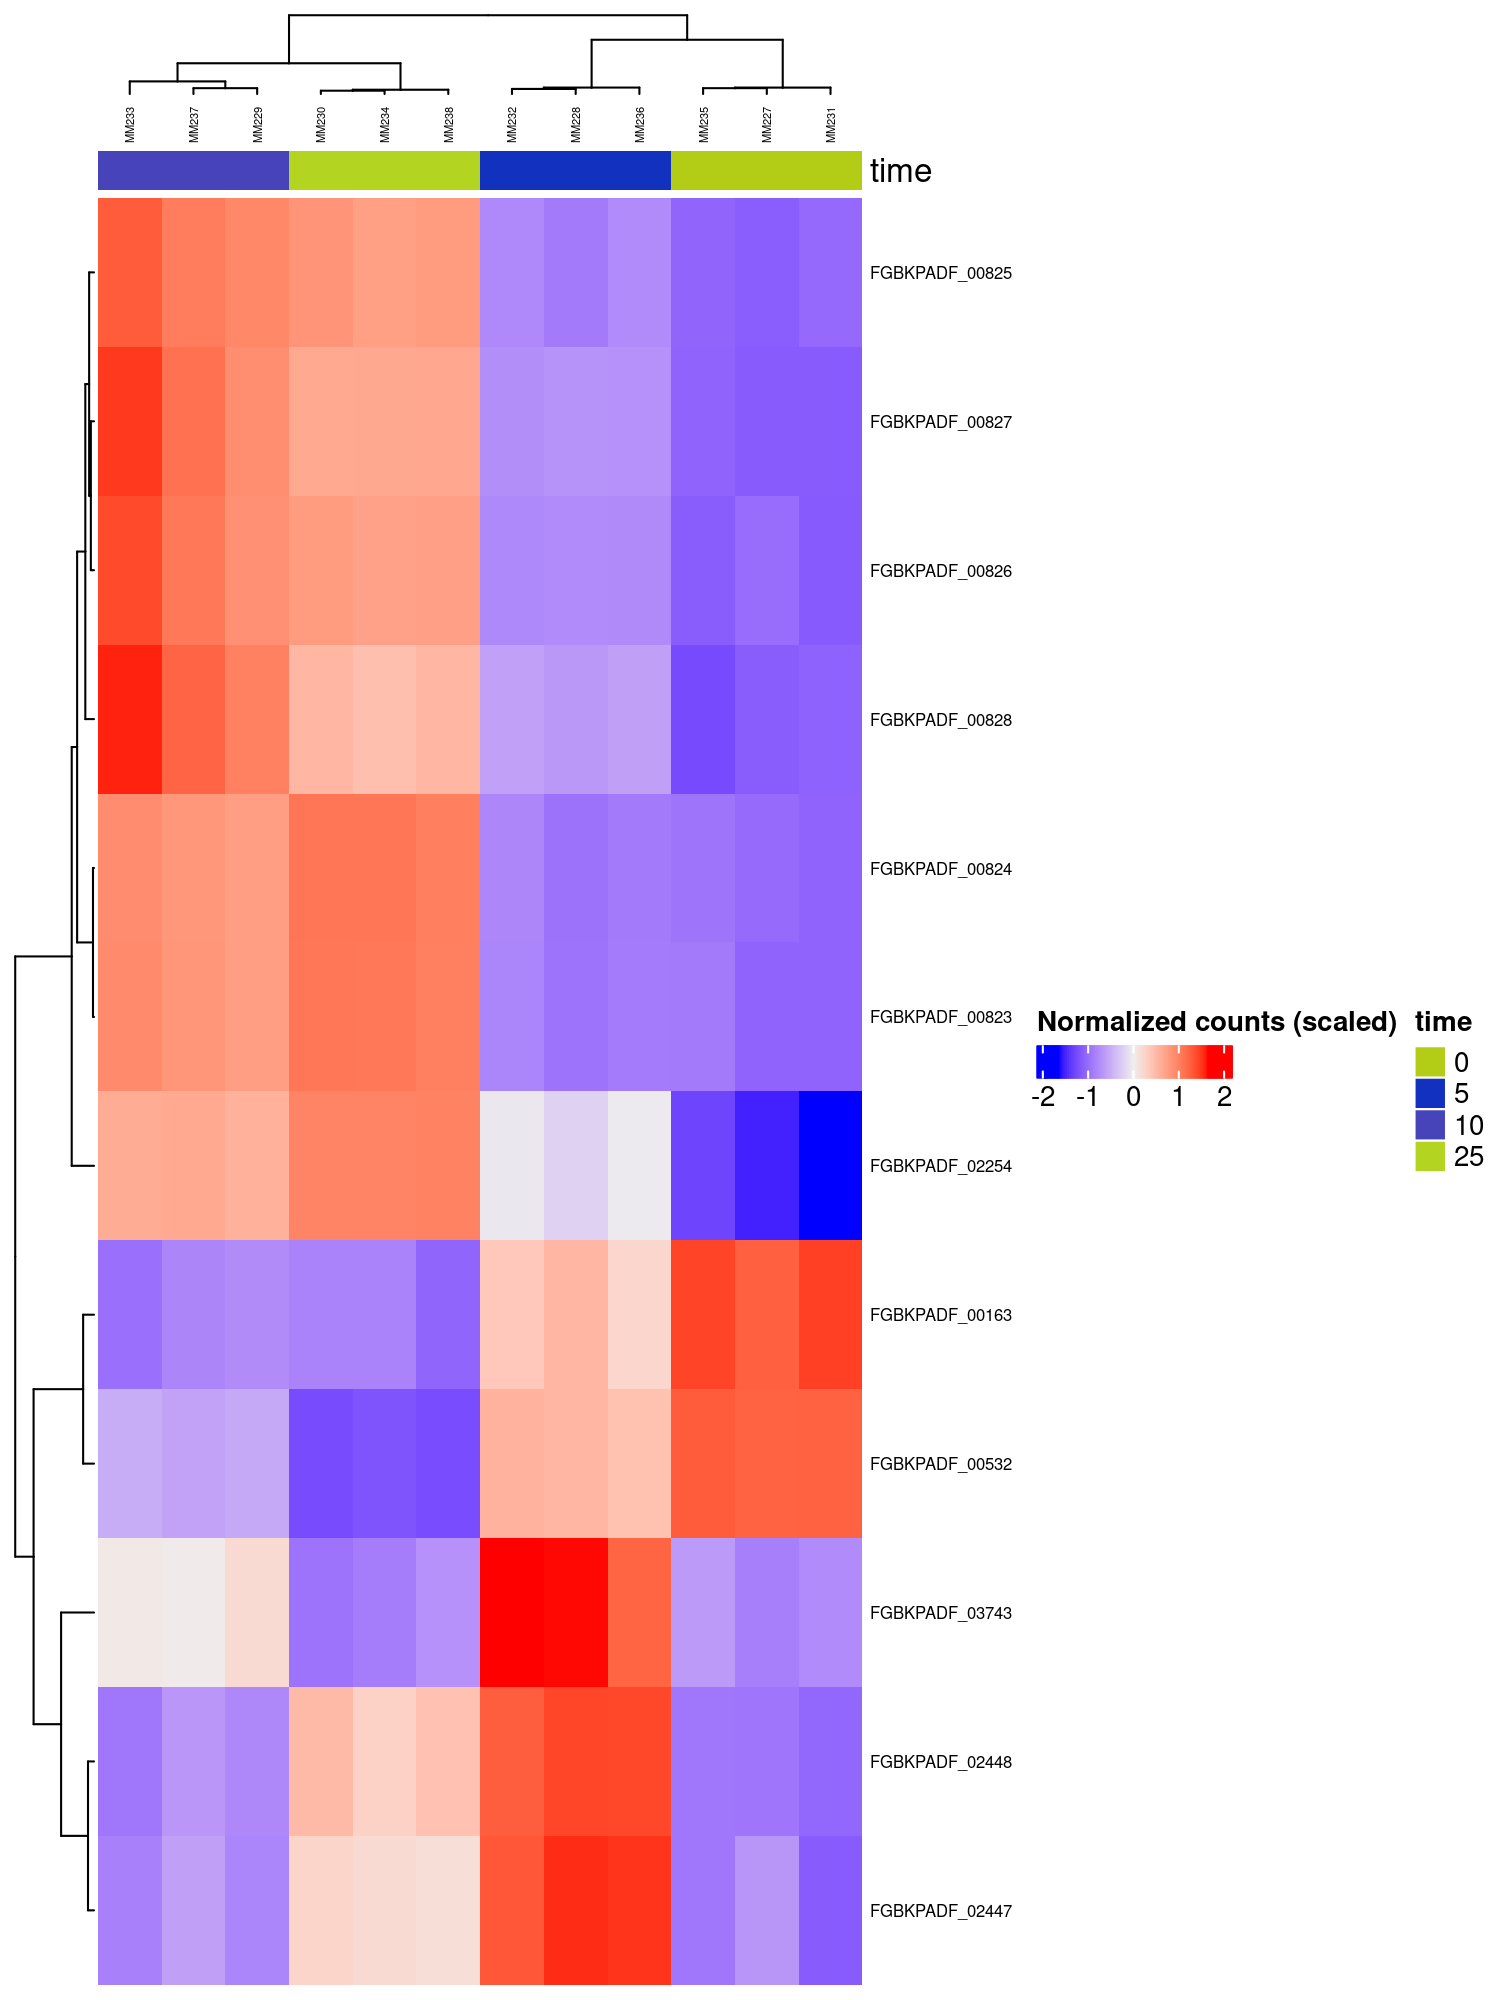 MM233 MM237 MM229 MM230 MM234 MM238 MM232 MM228 MM236 MM235 MM227 MM231
time
FGBKPADF_00825
FGBKPADF_00827
FGBKPADF_00826
FGBKPADF_00828
FGBKPADF_00824
FGBKPADF_00823
FGBKPADF_02254
FGBKPADF_00163
FGBKPADF_00532
FGBKPADF_03743
FGBKPADF_02448
FGBKPADF_02447
Normalized counts (scaled)
-2 -1 0 1 2
time
0
5
10
25